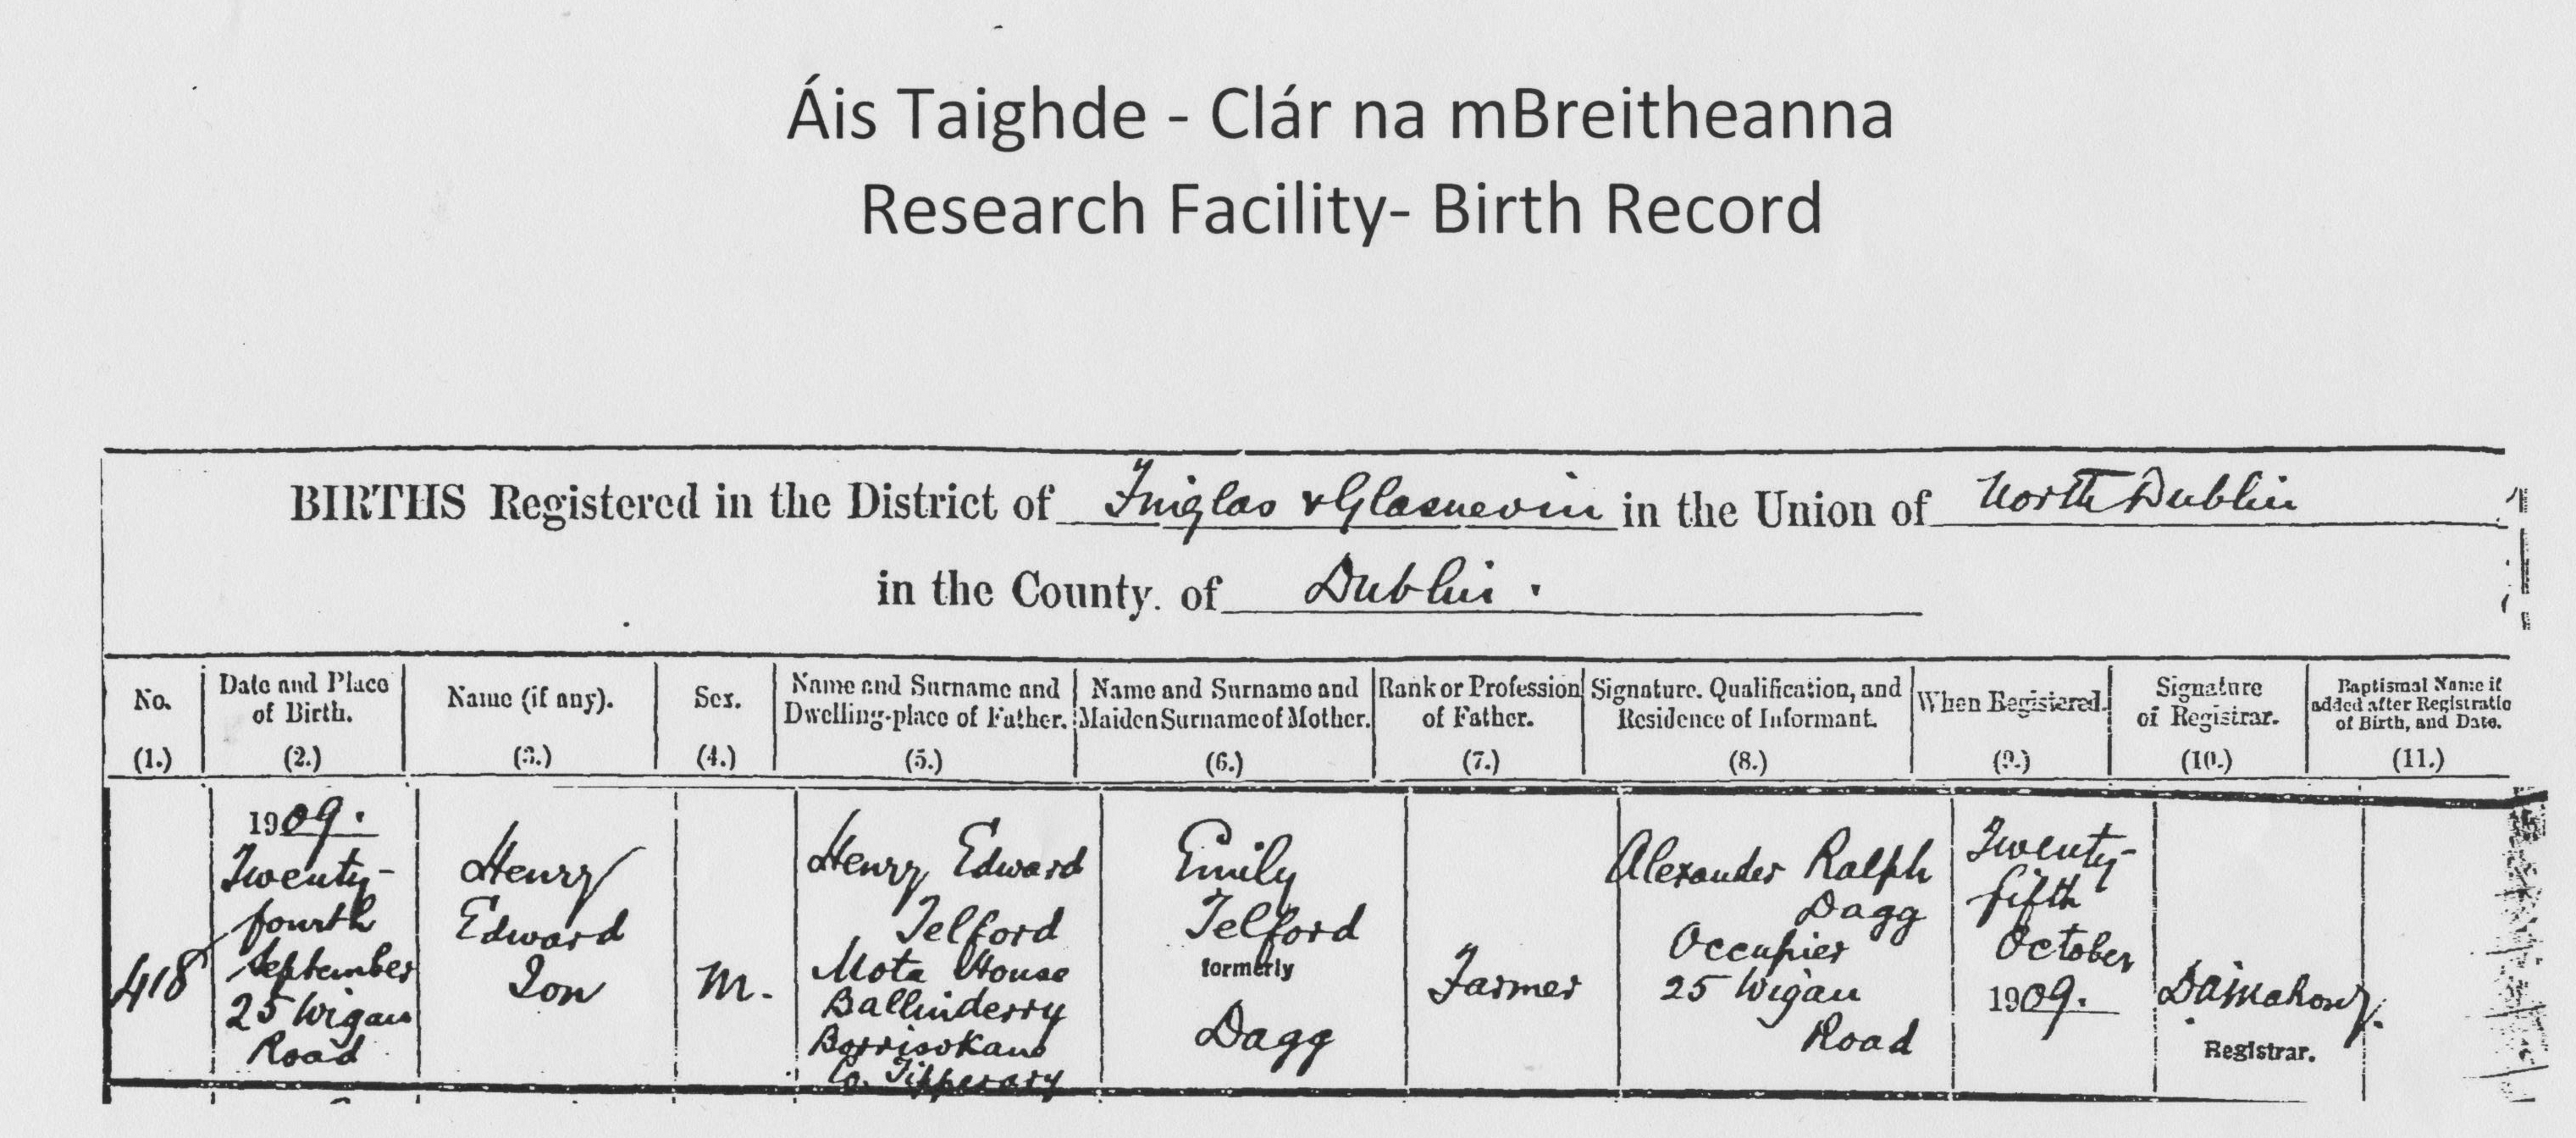 Áis Taighde - Clár na mBreitheanna
Research Facility- Birth Record
BIRTHS Registered in the District of Finglas & Glasnevin in the Union of North Dublin
in the County. of Dublin.
No. (1.)
Date and Place of Birth. (2.)
Name (if any). (3.)
Sex. (4.)
Name and Surname and Dwelling-place of Father. (5.)
Name and Surname and Maiden Surname of Mother. (6.)
Rank or Profession of Father. (7.)
Signature, Qualification, and Residence of Informant. (8.)
When Registered. (9.)
Signature of Registrar. (10.)
Baptismal Name if added after Registratio of Birth, and Date. (11.)
418
1909.
Twenty-
fourth
September
25 Wigan
Road
Henry
Edward
Ion
M.
Henry Edward
Telford
Mota House
Ballinderry
Borrisokane
Co. Tipperary
Emily
Telford
formerly
Dagg
Farmer
Alexander Ralph
Dagg
Occupier
25 Wigan
Road
Twenty-
fifth
October
1909.
Registrar.